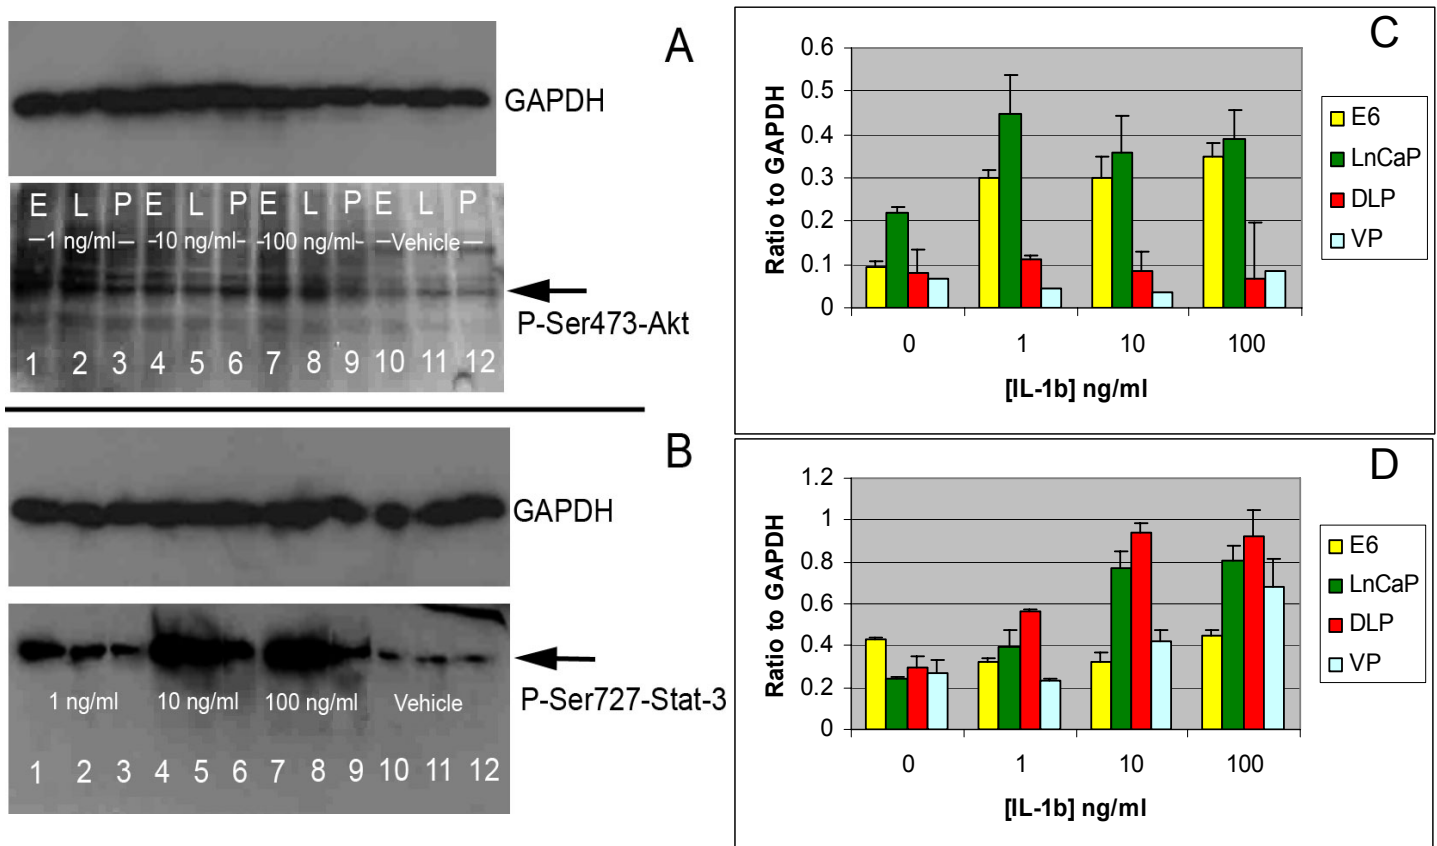 A
GAPDH
E L P E L P E L P E L P
1 ng/ml 10 ng/ml 100 ng/ml Vehicle
P-Ser473-Akt
1 2 3 4 5 6 7 8 9 10 11 12
B
GAPDH
P-Ser727-Stat-3
1 ng/ml 10 ng/ml 100 ng/ml Vehicle
1 2 3 4 5 6 7 8 9 10 11 12
C
Ratio to GAPDH
0.6
0.5
0.4
0.3
0.2
0.1
0
0 1 10 100
[IL-1b] ng/ml
E6
LnCaP
DLP
VP
D
Ratio to GAPDH
1.2
1
0.8
0.6
0.4
0.2
0
0 1 10 100
[IL-1b] ng/ml
E6
LnCaP
DLP
VP